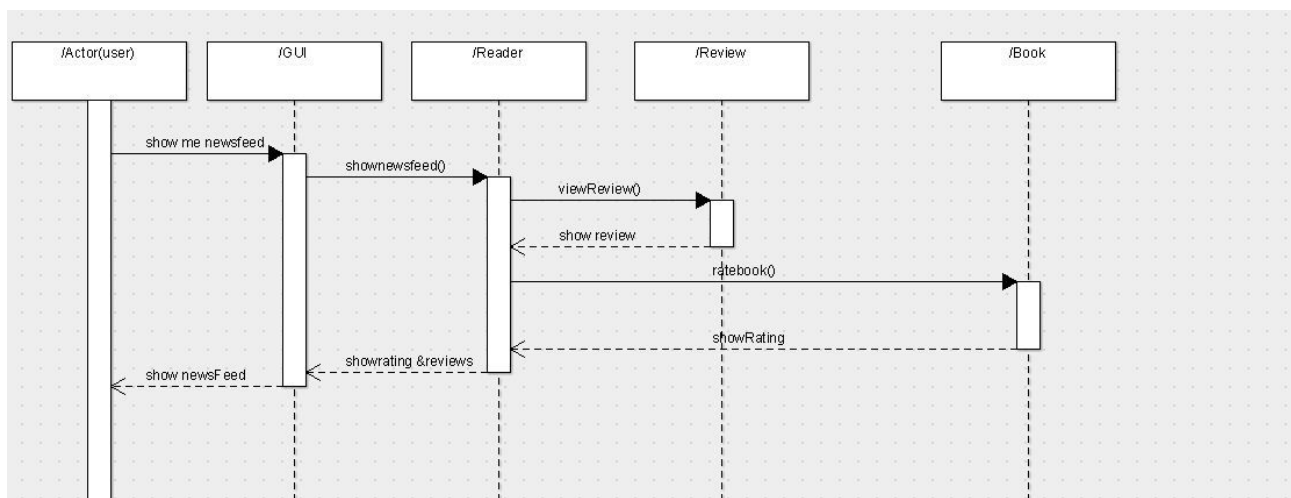 /Actor(user)
/GUI
/Reader
/Review
/Book
show me newsfeed
shownewsfeed()
viewReview()
show review
ratebook()
showRating
showrating &reviews
show newsFeed